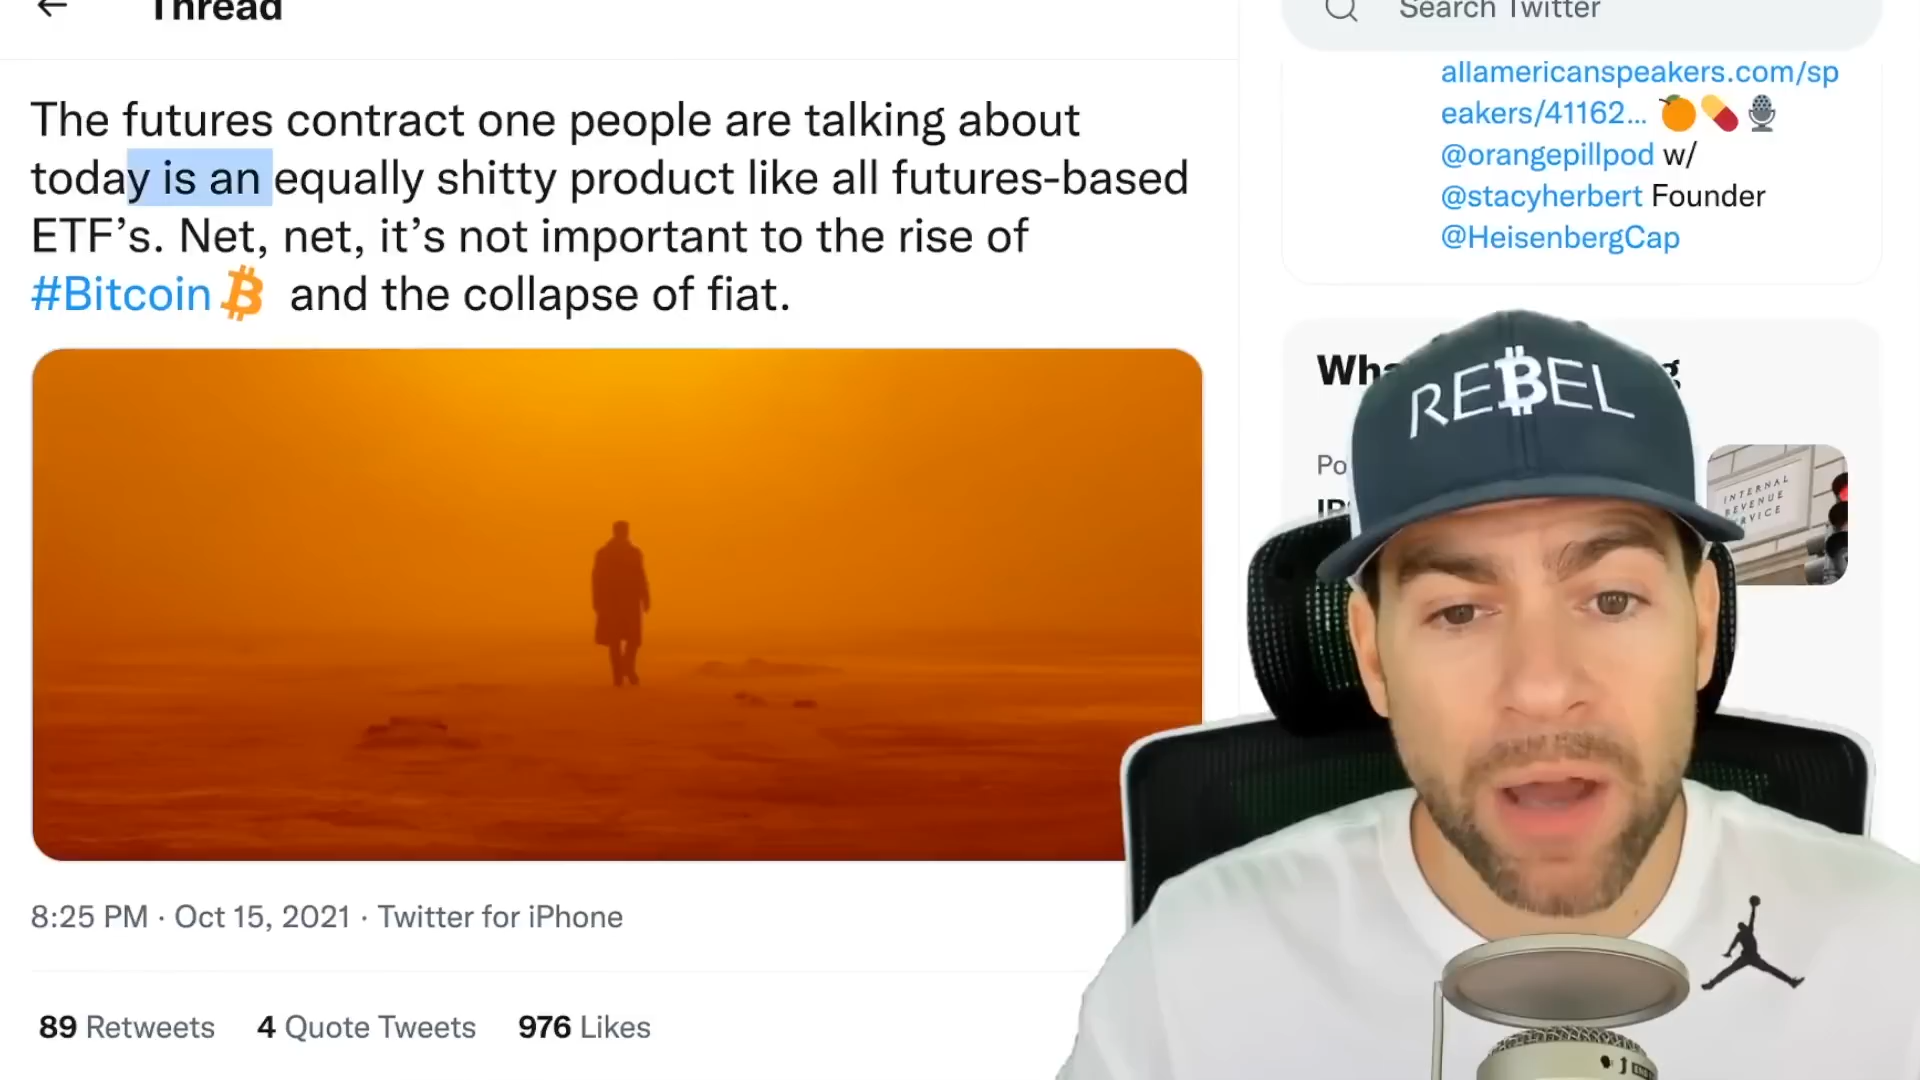 Thread
Search Twitter
The futures contract one people are talking about
today is an equally shitty product like all futures-based
ETF’s. Net, net, it’s not important to the rise of
#Bitcoin and the collapse of fiat.
8:25 PM · Oct 15, 2021 · Twitter for iPhone
89 Retweets 4 Quote Tweets 976 Likes
allamericanspeakers.com/sp
eakers/41162...
@orangepillpod w/
@stacyherbert Founder
@HeisenbergCap
REBEL
INTERNAL
REVENUE